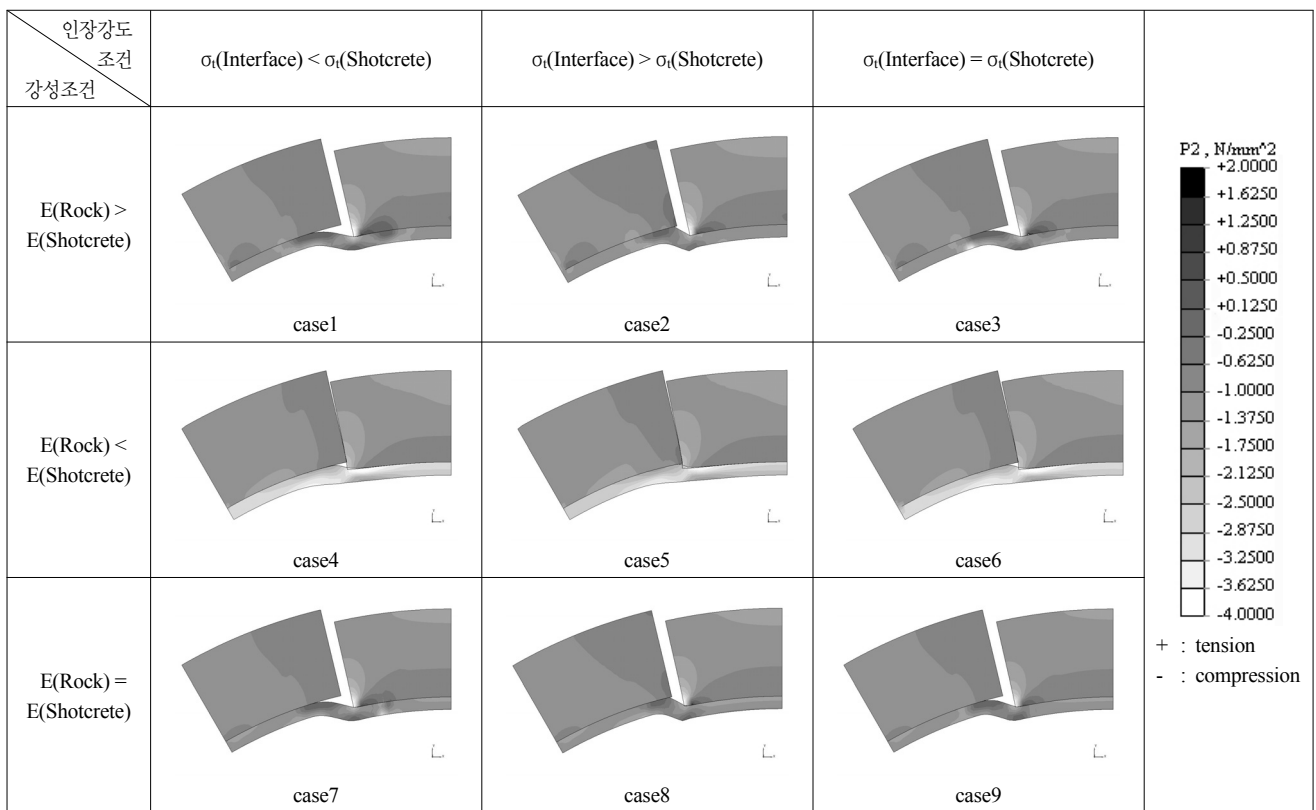 인장강도
조건
강성조건
σt(Interface) < σt(Shotcrete)
σt(Interface) > σt(Shotcrete)
σt(Interface) = σt(Shotcrete)
E(Rock) >
E(Shotcrete)
case1
case2
case3
E(Rock) <
E(Shotcrete)
case4
case5
case6
E(Rock) =
E(Shotcrete)
case7
case8
case9
P2 , N/mm^2
+2.0000
+1.6250
+1.2500
+0.8750
+0.5000
+0.1250
-0.2500
-0.6250
-1.0000
-1.3750
-1.7500
-2.1250
-2.5000
-2.8750
-3.2500
-3.6250
-4.0000
+ : tension
- : compression